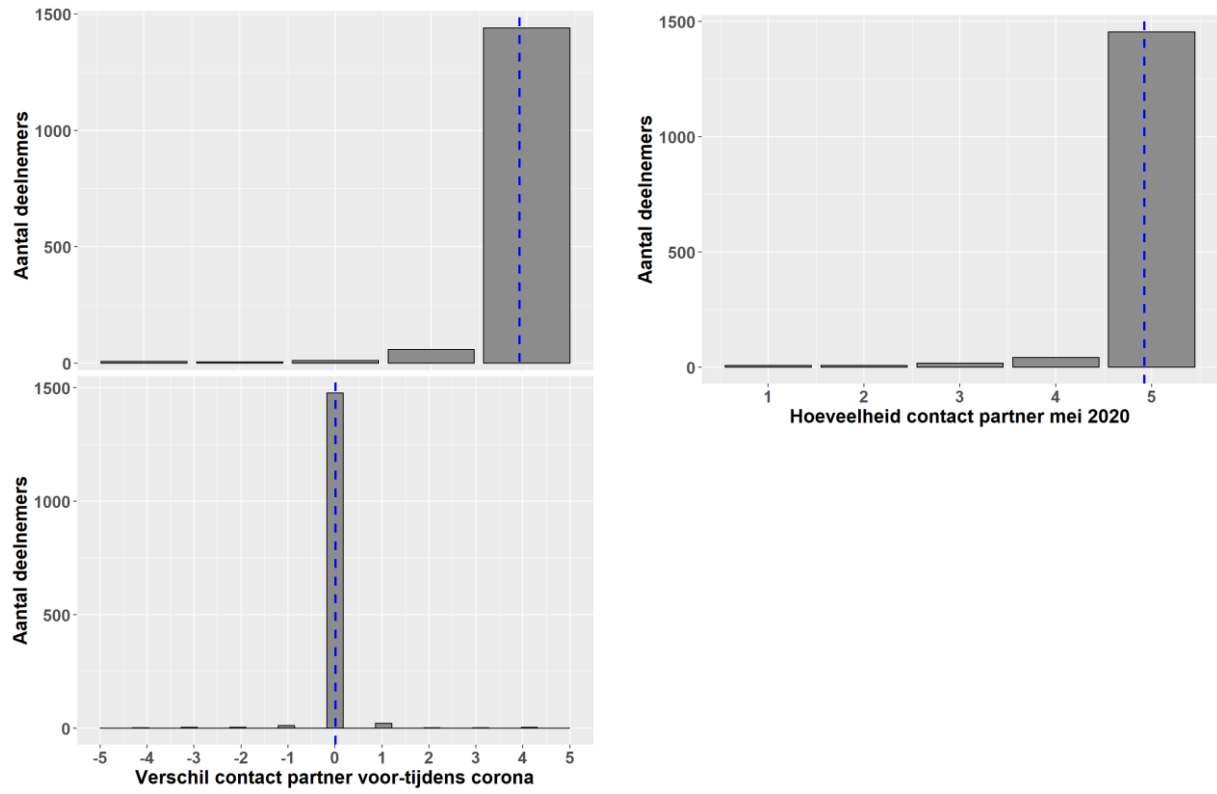 1500
1000
500
0
Aantal deelnemers
1500
1000
500
0
Aantal deelnemers
1 2 3 4 5
Hoeveelheid contact partner mei 2020
1500
1000
500
0
Aantal deelnemers
-5 -4 -3 -2 -1 0 1 2 3 4 5
Verschil contact partner voor-tijdens corona